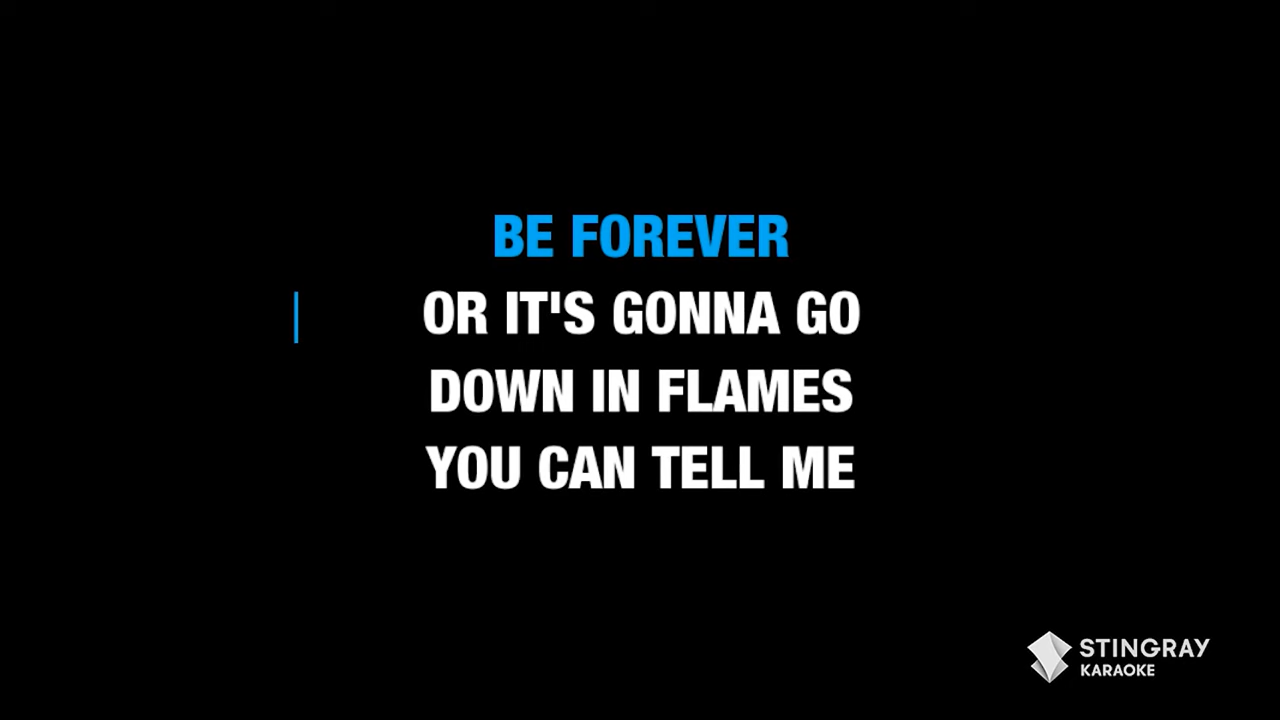 BE FOREVER
OR IT'S GONNA GO
DOWN IN FLAMES
YOU CAN TELL ME
STINGRAY
KARAOKE